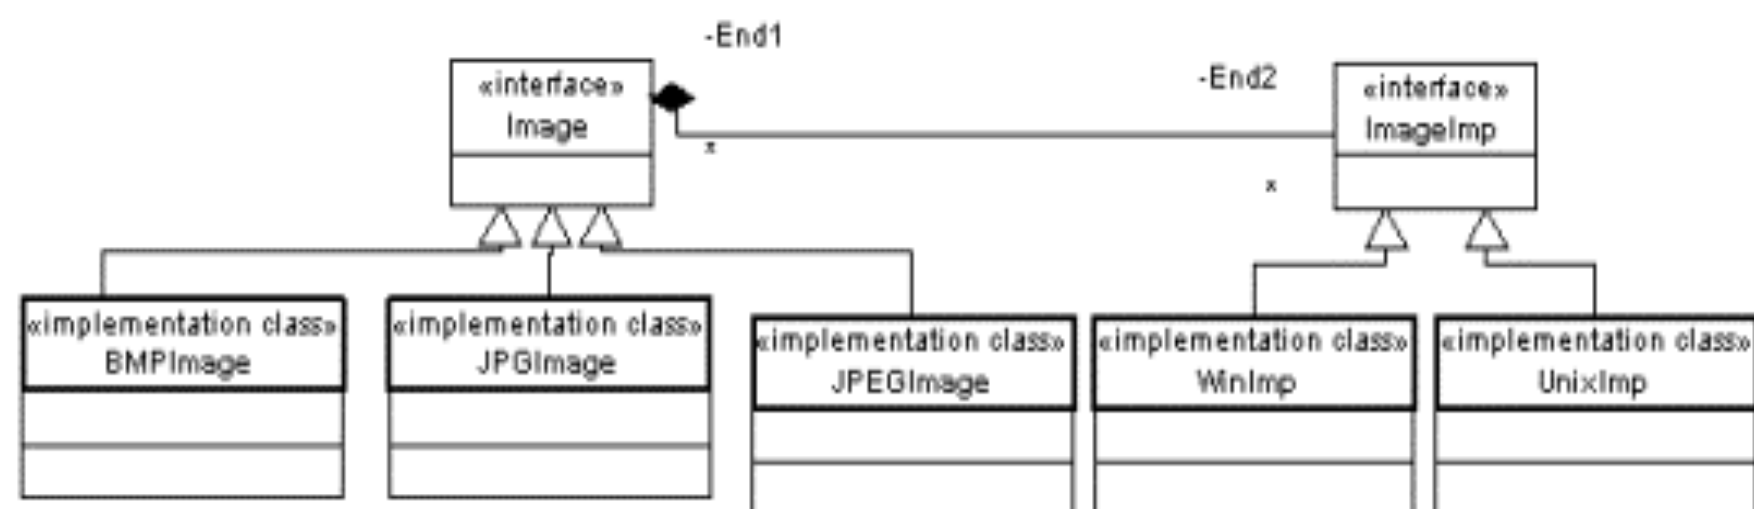 -End1
«interface»
Image
-End2
«interface»
ImageImp
*
*
«implementation class»
BMPImage
«implementation class»
JPGImage
«implementation class»
JPEGImage
«implementation class»
WinImp
«implementation class»
UnixImp